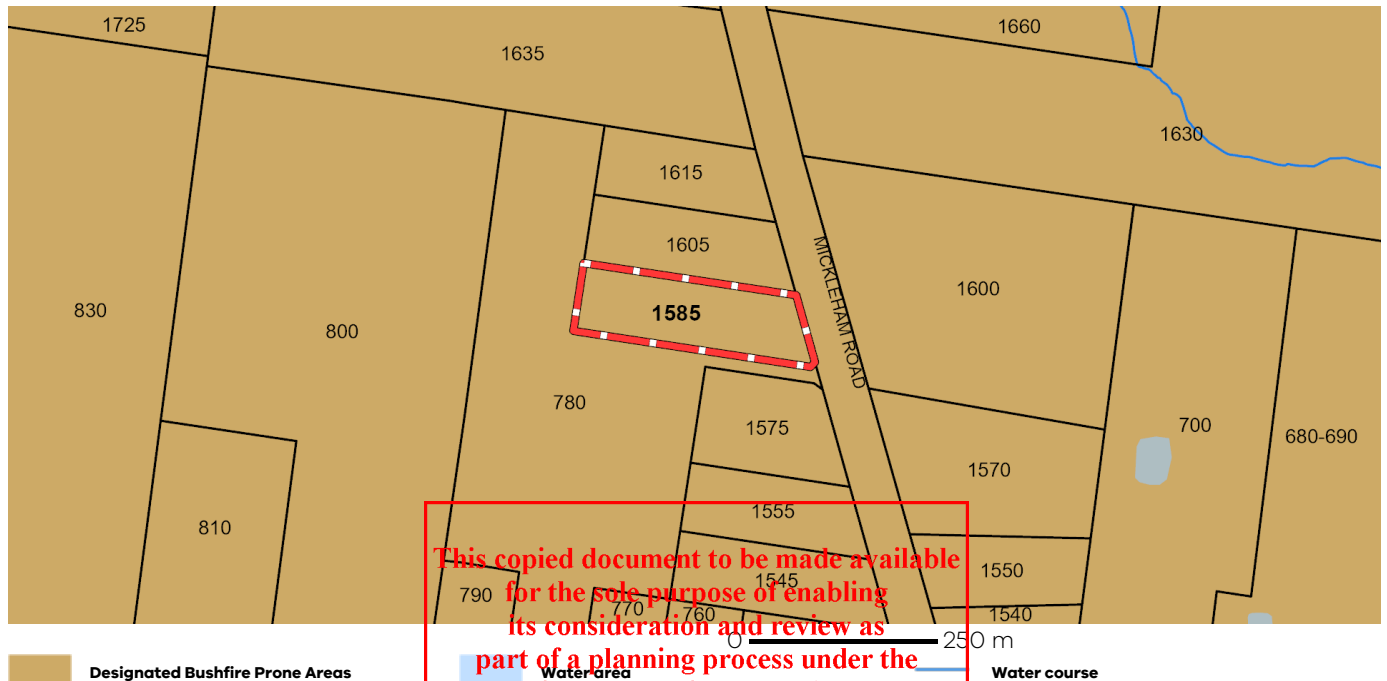 1725
1635
1660
1630
1615
1605
MICKLEHAM ROAD
1600
830
800
1585
780
1575
700
680-690
1570
810
1555
This copied document to be made available
1545
1550
790
for the sole purpose of enabling
770
760
1540
its consideration and review as
0 250 m
part of a planning process under the
Designated Bushfire Prone Areas
Water area
Water course